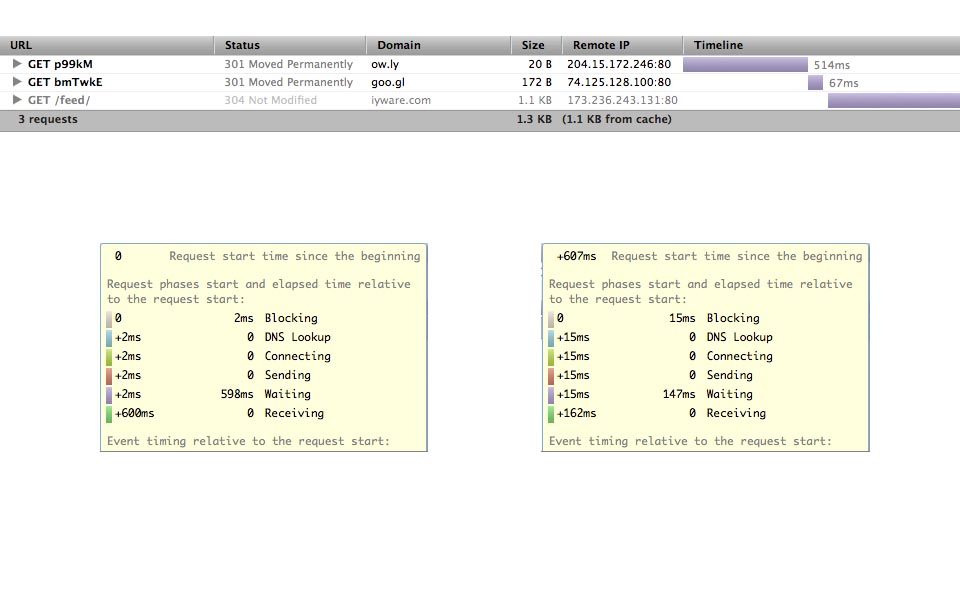 URL Status Domain Size Remote IP Timeline
GET p99kM 301 Moved Permanently ow.ly 20 B 204.15.172.246:80 514ms
GET bmTwkE 301 Moved Permanently goo.gl 172 B 74.125.128.100:80 67ms
GET /feed/ 304 Not Modified iyware.com 1.1 KB 173.236.243.131:80
3 requests 1.3 KB (1.1 KB from cache)
0 Request start time since the beginning
Request phases start and elapsed time relative
to the request start:
0 2ms Blocking
+2ms 0 DNS Lookup
+2ms 0 Connecting
+2ms 0 Sending
+2ms 598ms Waiting
+600ms 0 Receiving
Event timing relative to the request start:
+607ms Request start time since the beginning
Request phases start and elapsed time relative
to the request start:
0 15ms Blocking
+15ms 0 DNS Lookup
+15ms 0 Connecting
+15ms 0 Sending
+15ms 147ms Waiting
+162ms 0 Receiving
Event timing relative to the request start: